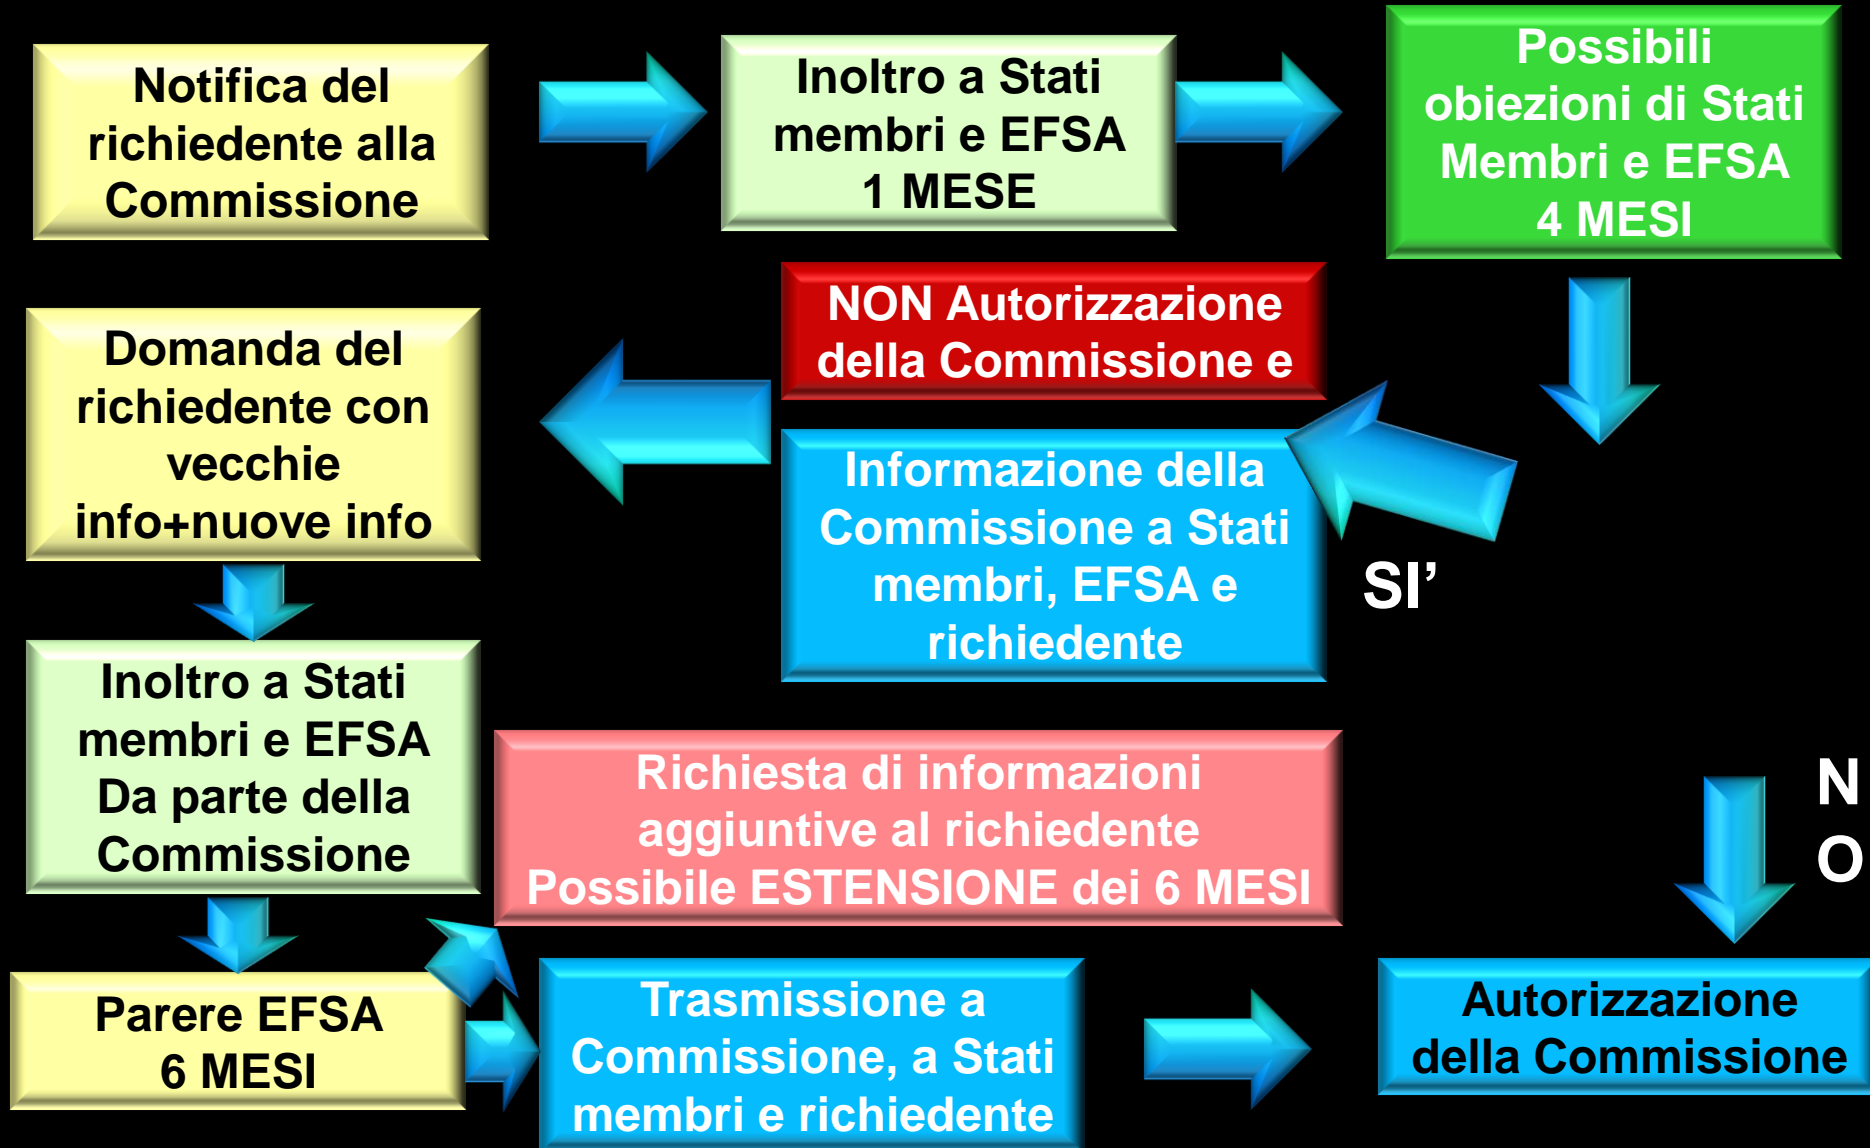 Notifica del
richiedente alla
Commissione
Inoltro a Stati
membri e EFSA
1 MESE
Possibili
obiezioni di Stati
Membri e EFSA
4 MESI
NON Autorizzazione
della Commissione e
Informazione della
Commissione a Stati
membri, EFSA e
richiedente
SI’
Domanda del
richiedente con
vecchie
info+nuove info
Inoltro a Stati
membri e EFSA
Da parte della
Commissione
Richiesta di informazioni
aggiuntive al richiedente
Possibile ESTENSIONE dei 6 MESI
N
O
Parere EFSA
6 MESI
Trasmissione a
Commissione, a Stati
membri e richiedente
Autorizzazione
della Commissione